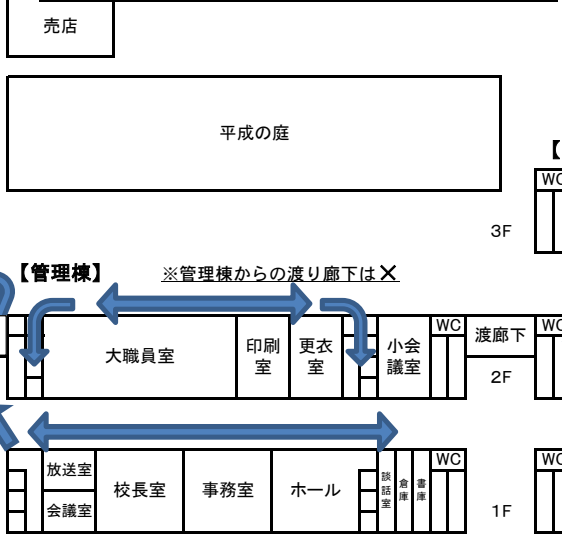 売店
平成の庭
【
WC
3F
【管理棟】
※管理棟からの渡り廊下は✕
大職員室
印刷
室
更衣
室
小会
議室
WC
渡廊下
2F
WC
放送室
会議室
校長室
事務室
ホール
談話室
倉庫
書庫
WC
1F
WC